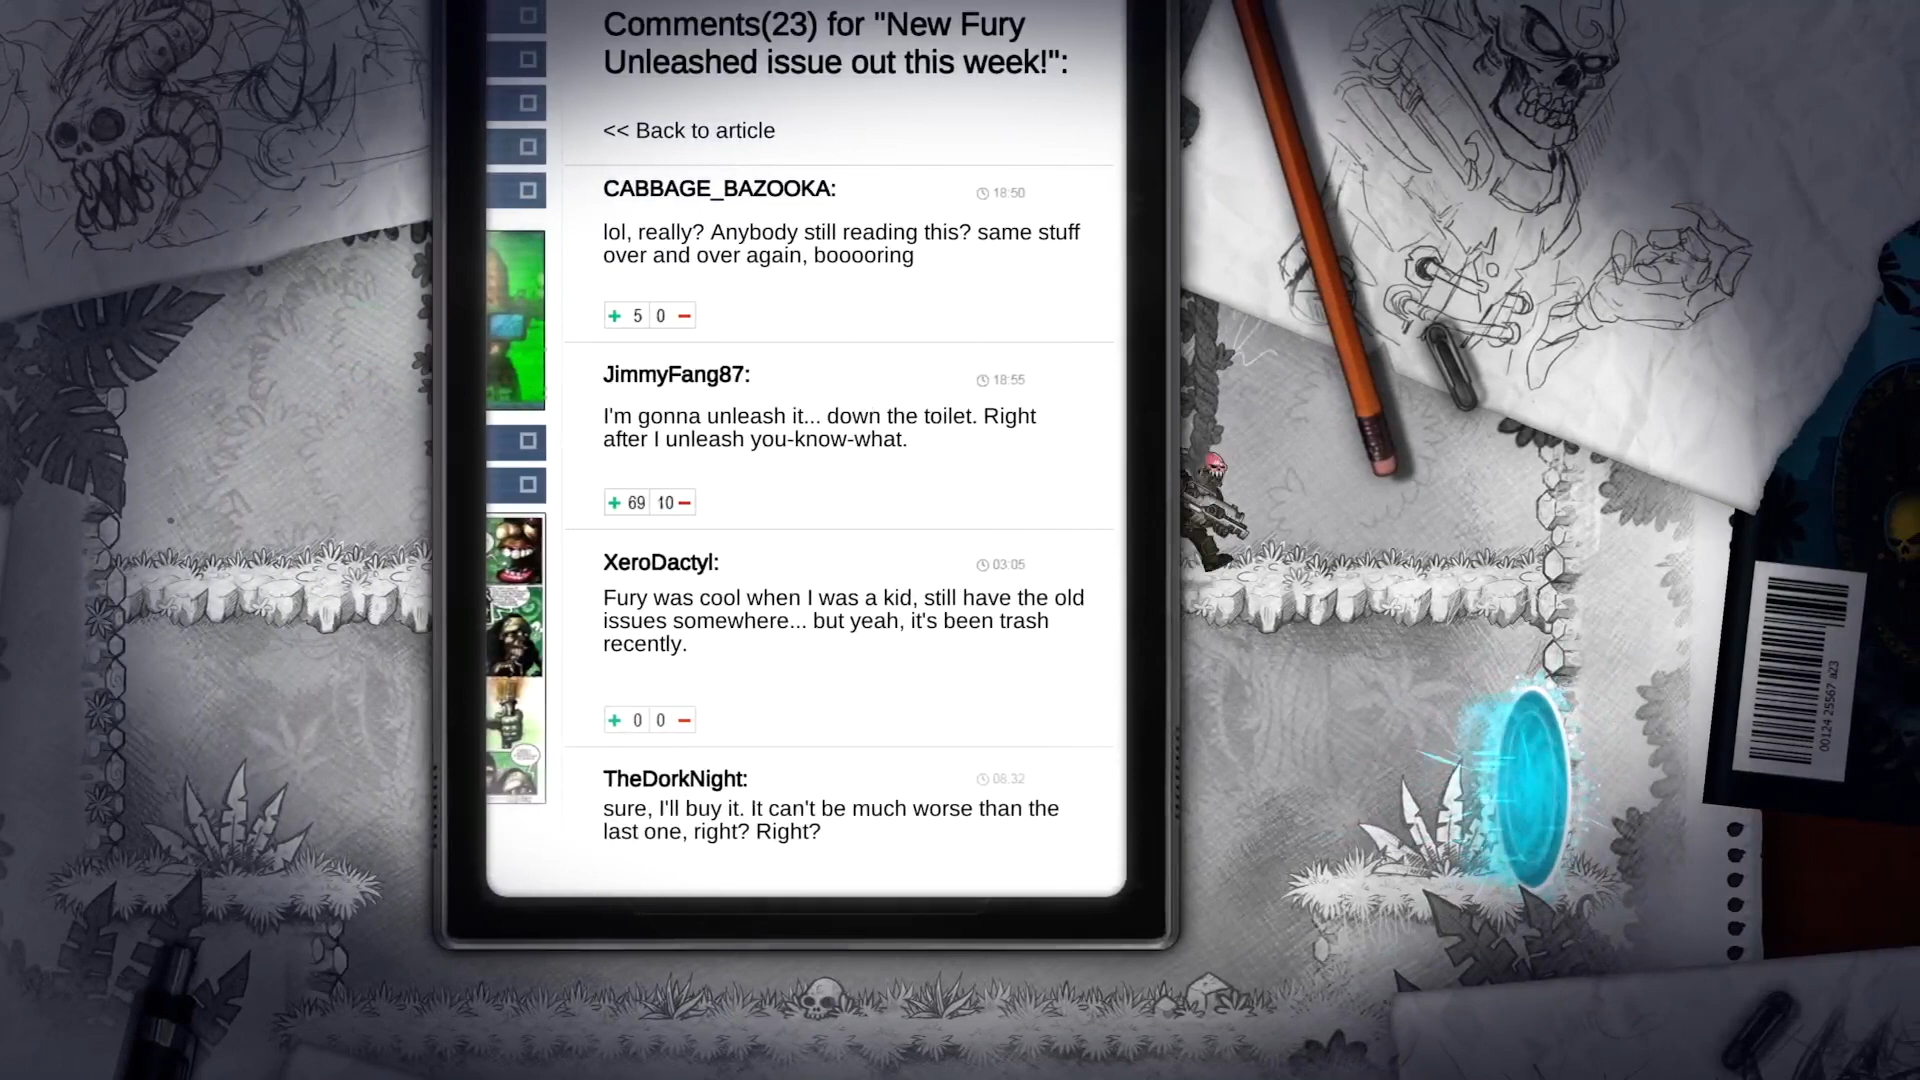 Comments(23) for "New Fury
Unleashed issue out this week!":
<< Back to article
CABBAGE_BAZOOKA:
18:50
lol, really? Anybody still reading this? same stuff
over and over again, booooring
+ 5 0 −
JimmyFang87:
18:55
I'm gonna unleash it... down the toilet. Right
after I unleash you-know-what.
+ 69 10 −
XeroDactyl:
03:05
Fury was cool when I was a kid, still have the old
issues somewhere... but yeah, it's been trash
recently.
+ 0 0 −
TheDorkNight:
08:32
sure, I'll buy it. It can't be much worse than the
last one, right? Right?
00124 25567 a23